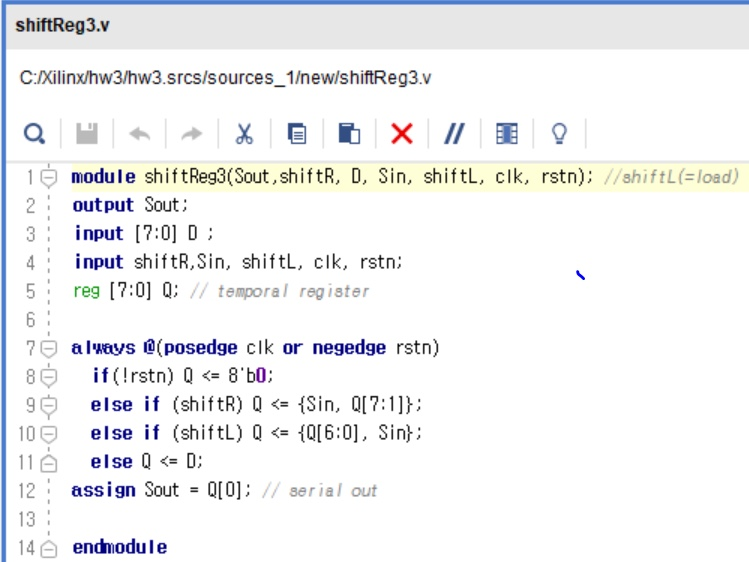 shiftReg3.v
C:/Xilinx/hw3/hw3.srcs/sources_1/new/shiftReg3.v
1 module shiftReg3(Sout,shiftR, D, Sin, shiftL, clk, rstn); //shiftL(=load)
2 output Sout;
3 input [7:0] D ;
4 input shiftR,Sin, shiftL, clk, rstn;
5 reg [7:0] Q; // temporal register
6
7 always @(posedge clk or negedge rstn)
8 if(!rstn) Q <= 8'b0;
9 else if (shiftR) Q <= {Sin, Q[7:1]};
10 else if (shiftL) Q <= {Q[6:0], Sin};
11 else Q <= D;
12 assign Sout = Q[0]; // serial out
13
14 endmodule